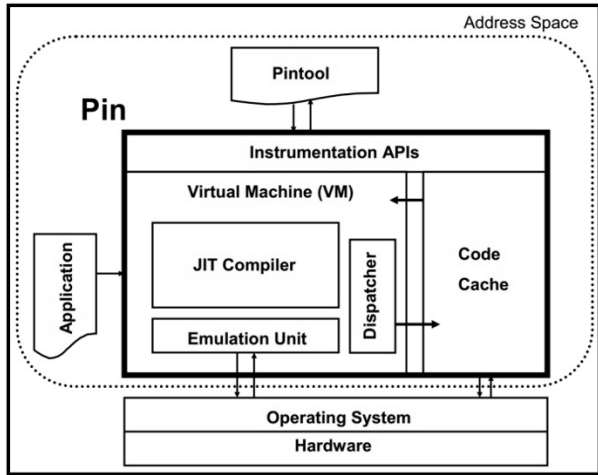 Address Space
Pintool
Pin
Instrumentation APIs
Virtual Machine (VM)
JIT Compiler
Emulation Unit
Dispatcher
Code
Cache
Application
Operating System
Hardware